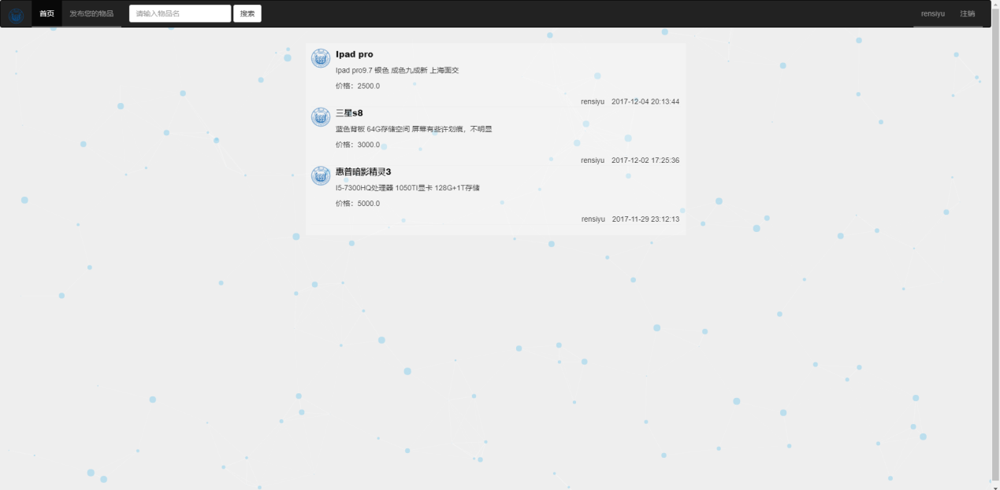 首页 发布您的物品 请输入物品名 搜索 rensiyu 注销
Ipad pro
Ipad pro9.7 银色 成色九成新 上海面交
价格：2500.0
rensiyu 2017-12-04 20:13:44
三星s8
蓝色背板 64G存储空间 屏幕有些许划痕，不明显
价格：3000.0
rensiyu 2017-12-02 17:25:36
惠普暗影精灵3
I5-7300HQ处理器 1050TI显卡 128G+1T存储
价格：5000.0
rensiyu 2017-11-29 23:12:13